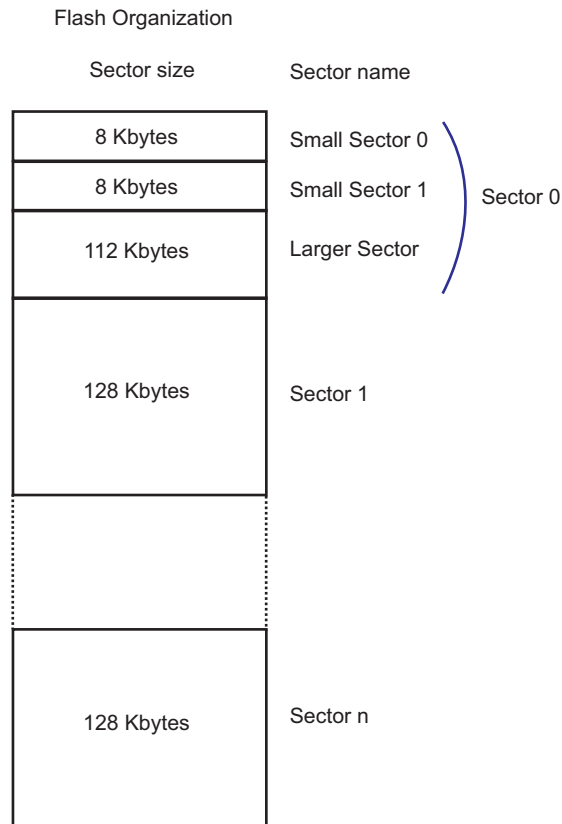 Flash Organization
Sector size Sector name
8 Kbytes Small Sector 0
8 Kbytes Small Sector 1 Sector 0
112 Kbytes Larger Sector
128 Kbytes Sector 1
128 Kbytes Sector n